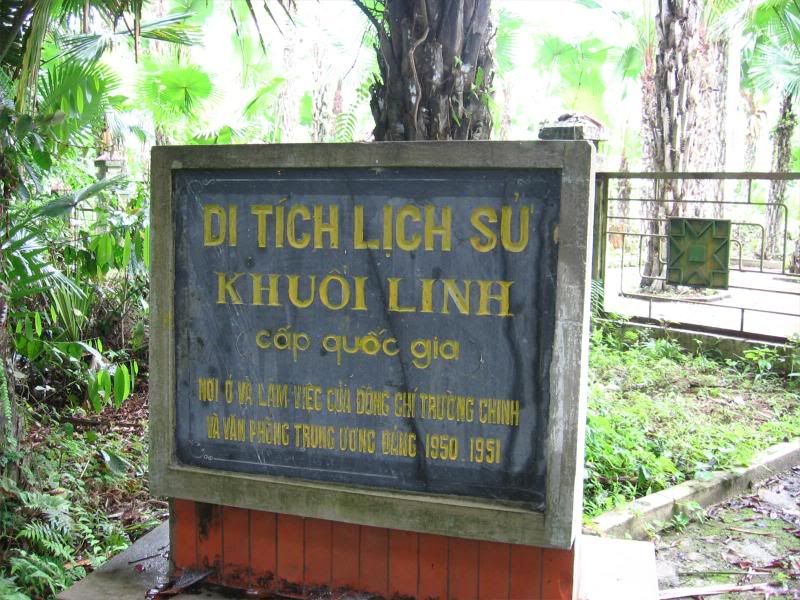 DI TÍCH LỊCH SỬ
KHUÔI LINH
cấp quốc gia
NƠI Ở VÀ LÀM VIỆC CỦA ĐỒNG CHÍ TRƯỜNG CHINH
VÀ VĂN PHÒNG TRUNG ƯƠNG ĐẢNG 1950 1951